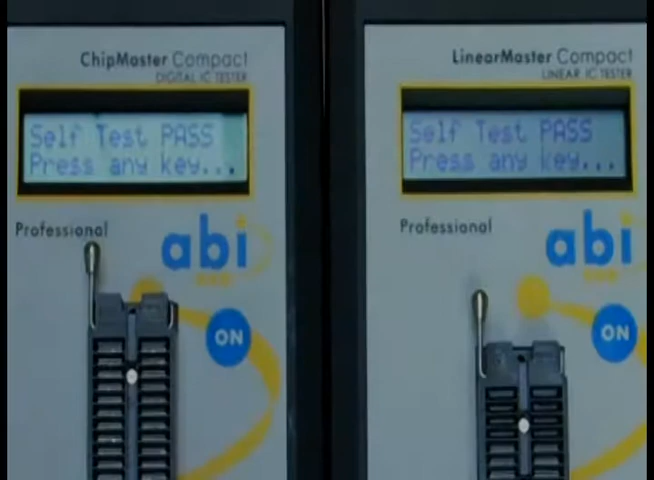 ChipMaster Compact
DIGITAL IC TESTER
Self Test PASS
Press any key...
Professional
abi
ON
LinearMaster Compact
LINEAR IC TESTER
Self Test PASS
Press any key...
Professional
abi
ON